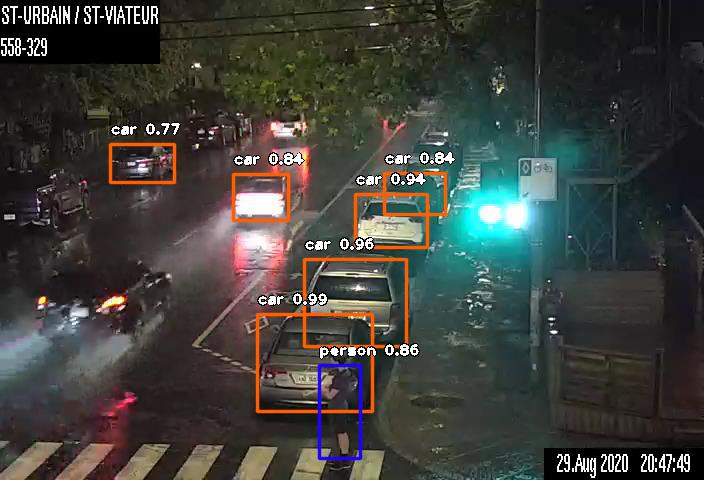 ST-URBAIN / ST-VIATEUR
558-329
car 0.77
car 0.84
car 0.84
car 0.94
car 0.96
car 0.99
person 0.86
29.Aug 2020 20:47:49